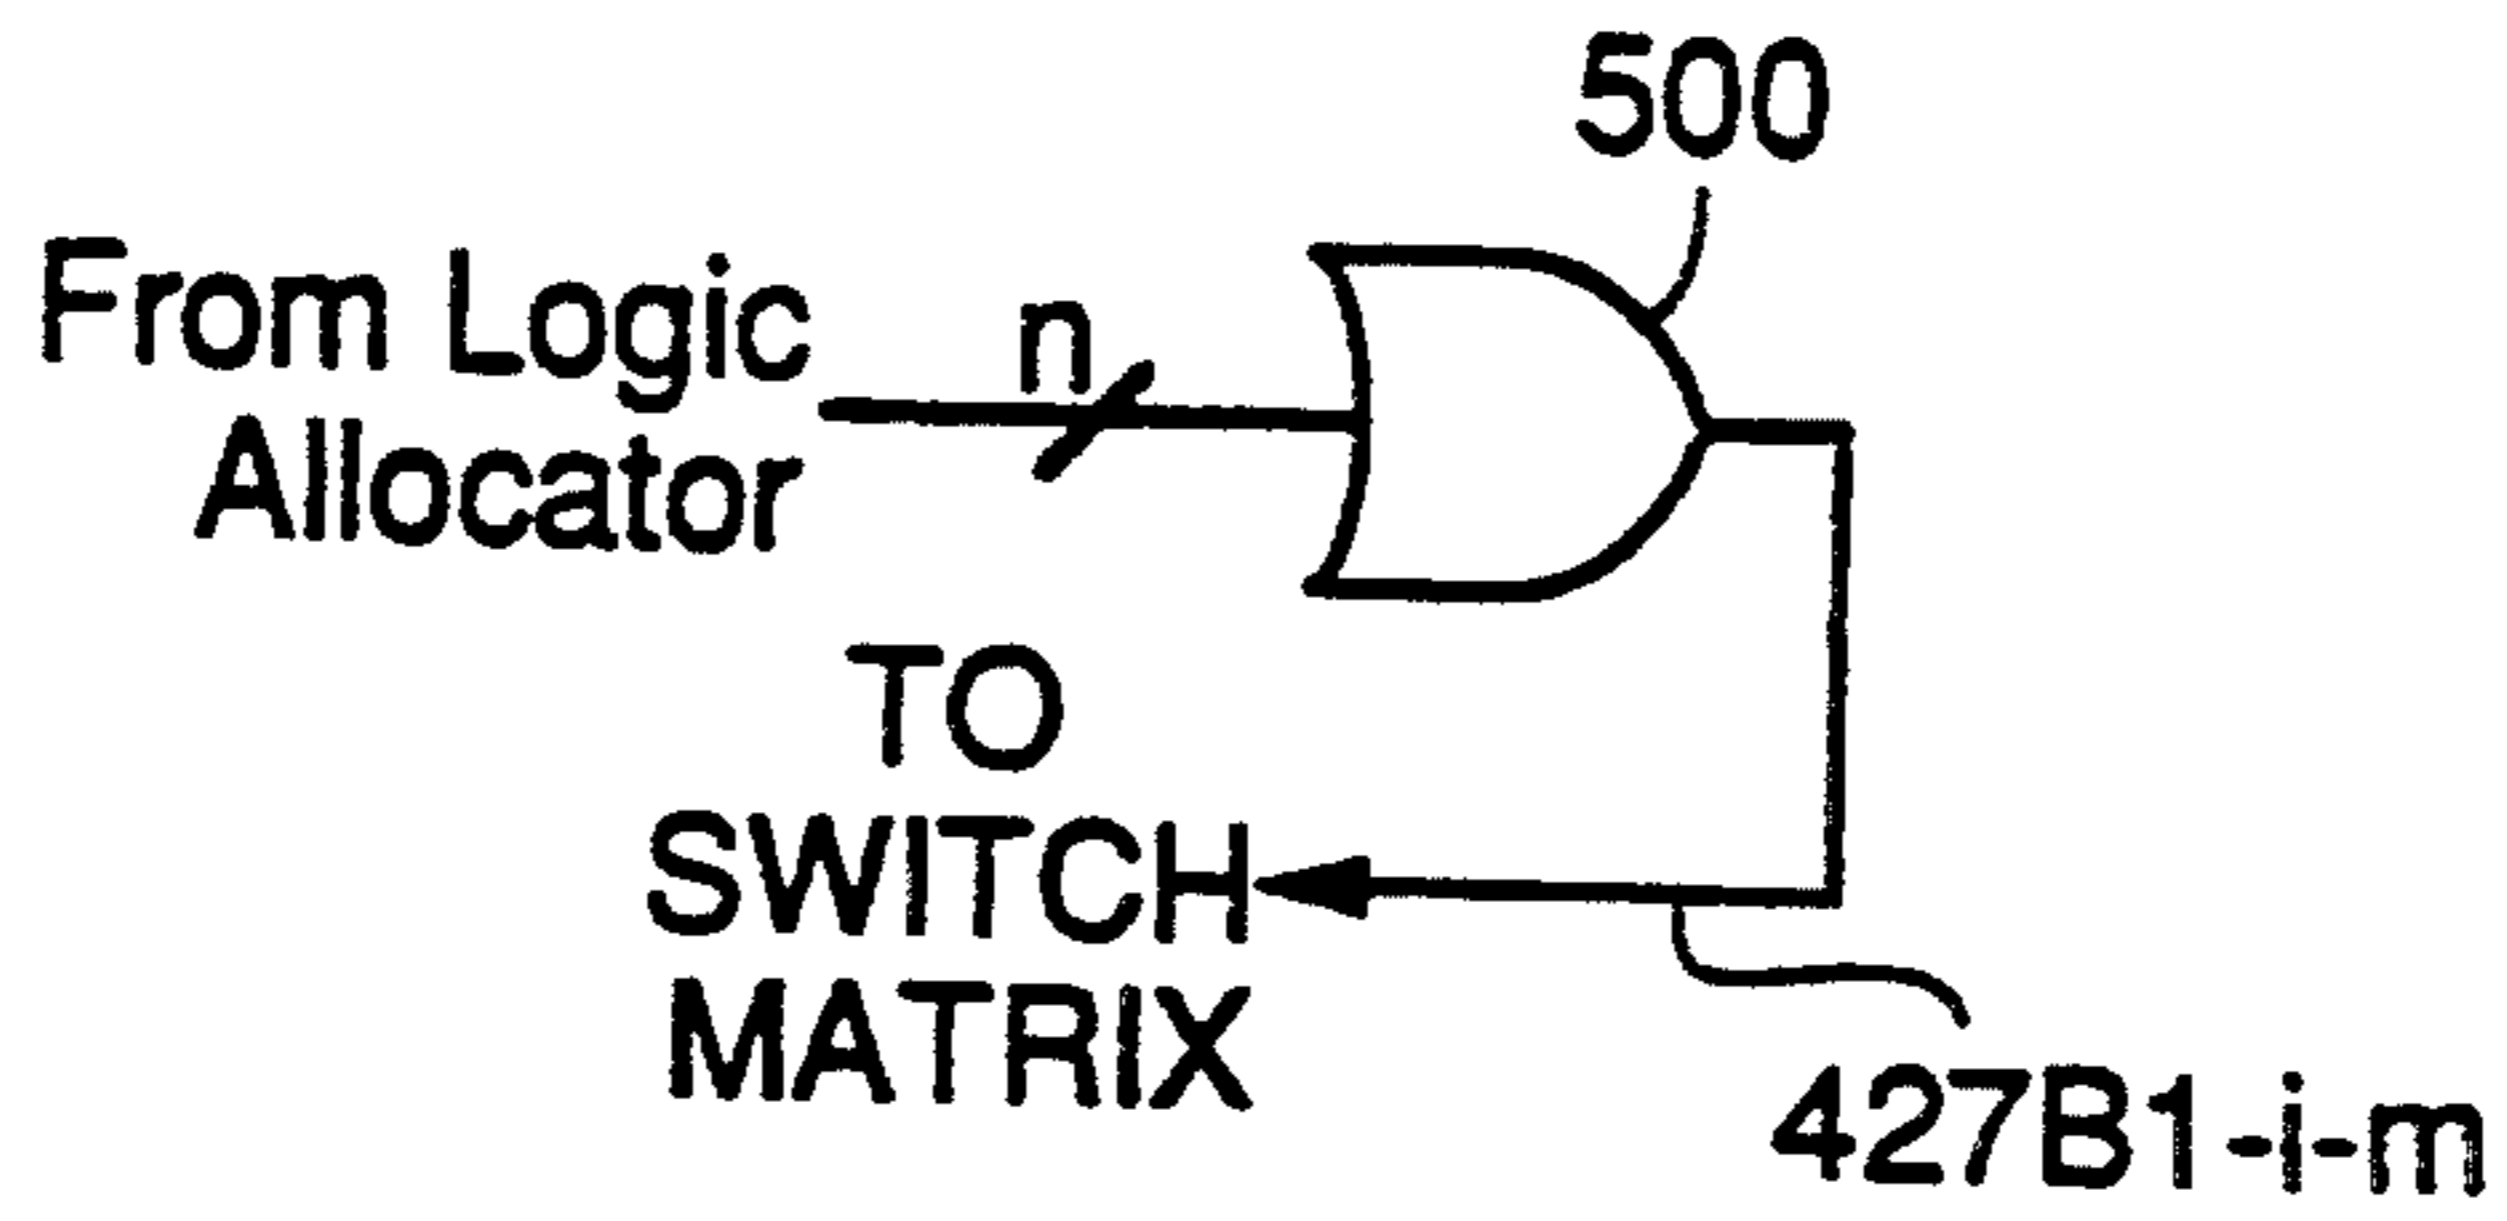 500
From Logic
Allocator
n
TO
SWITCH
MATRIX
427B1-i-m